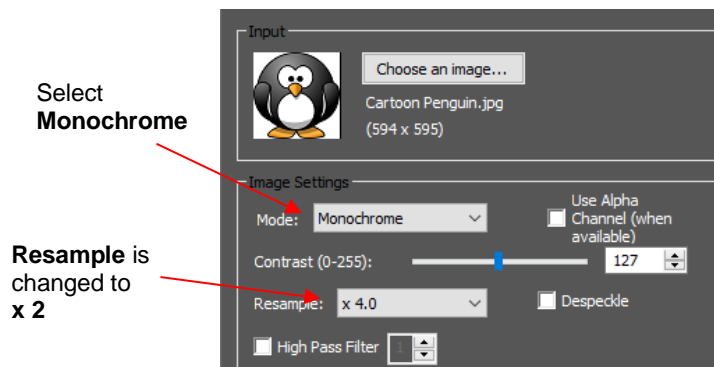 Input
Choose an image...
Cartoon Penguin.jpg
(594 x 595)
Select
Monochrome
Image Settings
Mode: Monochrome
Use Alpha
Channel (when
available)
Contrast (0-255): 127
Resample is
changed to
x 2
Resample: x 4.0
Despeckle
High Pass Filter 1